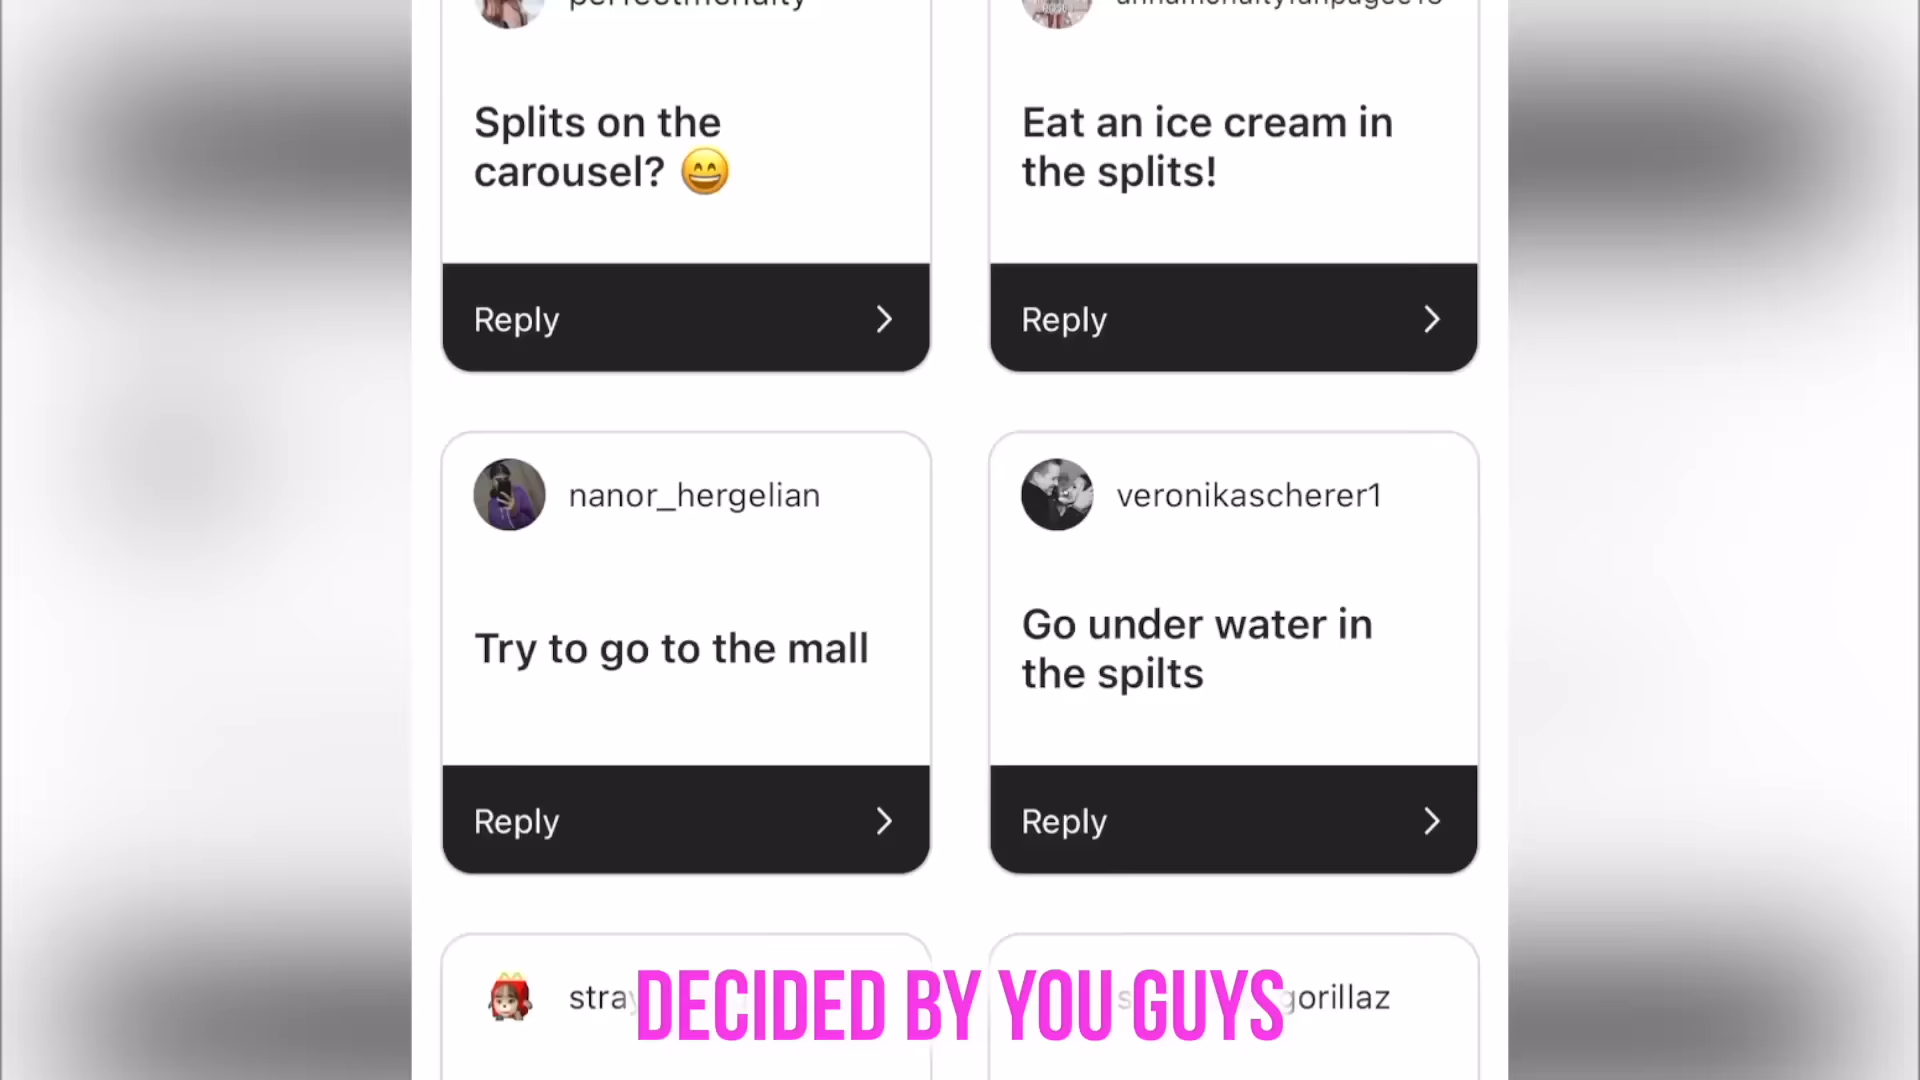 Splits on the
carousel? 😄
Eat an ice cream in
the splits!
Reply
Reply
nanor_hergelian
veronikascherer1
Try to go to the mall
Go under water in
the spilts
Reply
Reply
DECIDED BY YOU GUYS